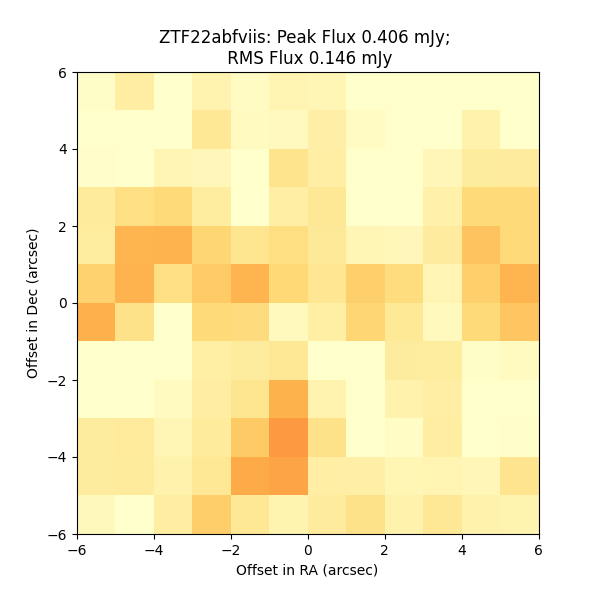 ZTF22abfviis: Peak Flux 0.406 mJy;
RMS Flux 0.146 mJy
6
4
2
0
−2
−4
−6
Offset in Dec (arcsec)
−6 −4 −2 0 2 4 6
Offset in RA (arcsec)